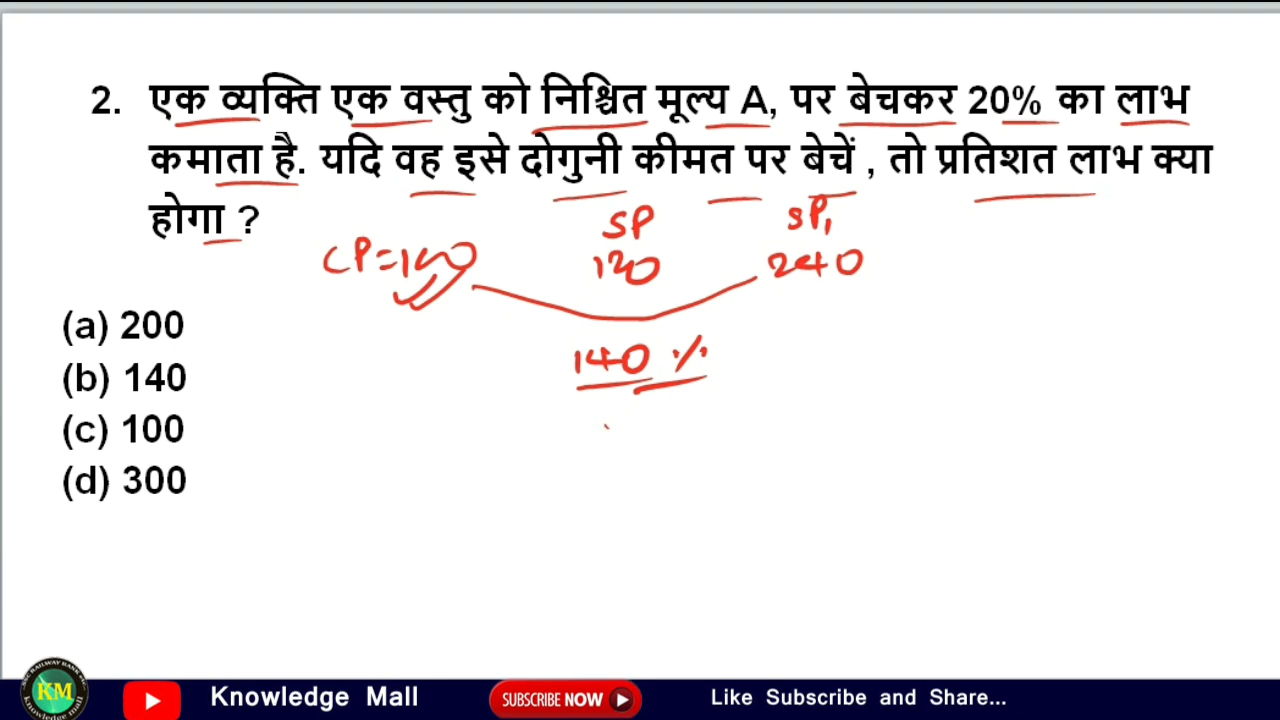 2. एक व्यक्ति एक वस्तु को निश्चित मूल्य A, पर बेचकर 20% का लाभ
कमाता है. यदि वह इसे दोगुनी कीमत पर बेचें , तो प्रतिशत लाभ क्या
होगा ?
SP SP₁
CP=100 120 240
(a) 200
140 %
(b) 140
(c) 100
(d) 300
KM
Knowledge Mall SUBSCRIBE NOW Like Subscribe and Share...